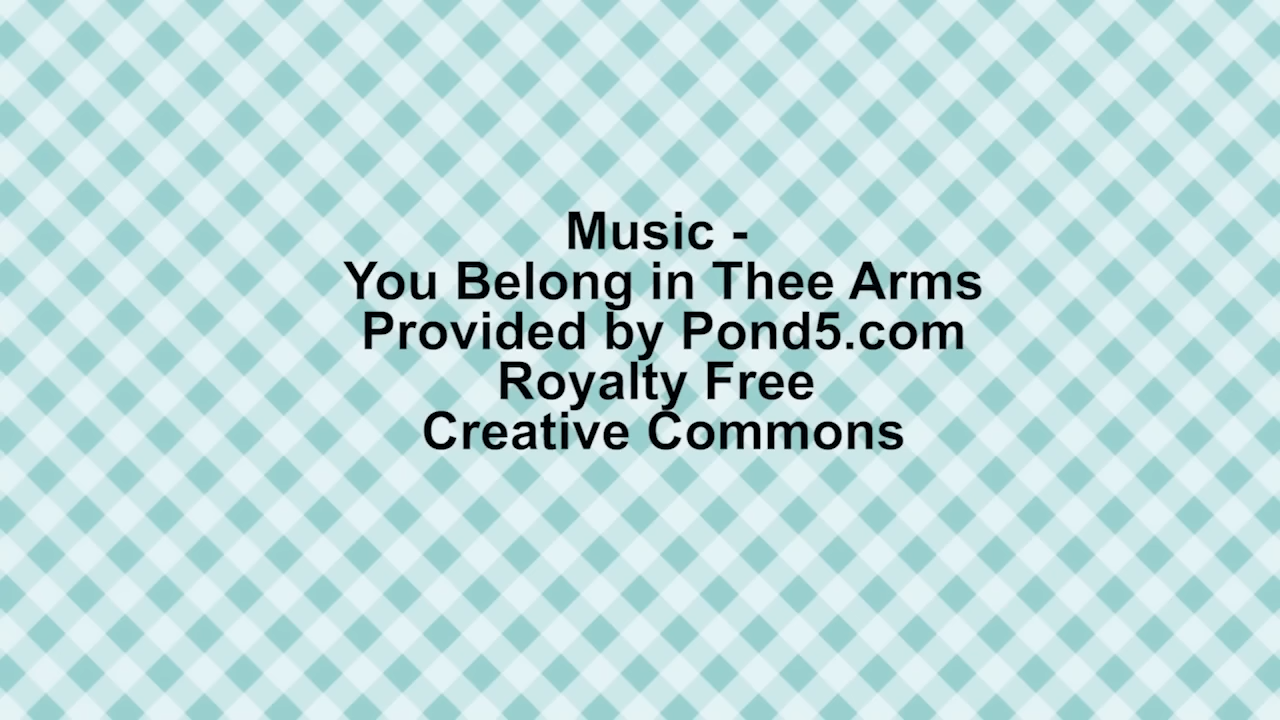 Music -
You Belong in Thee Arms
Provided by Pond5.com
Royalty Free
Creative Commons